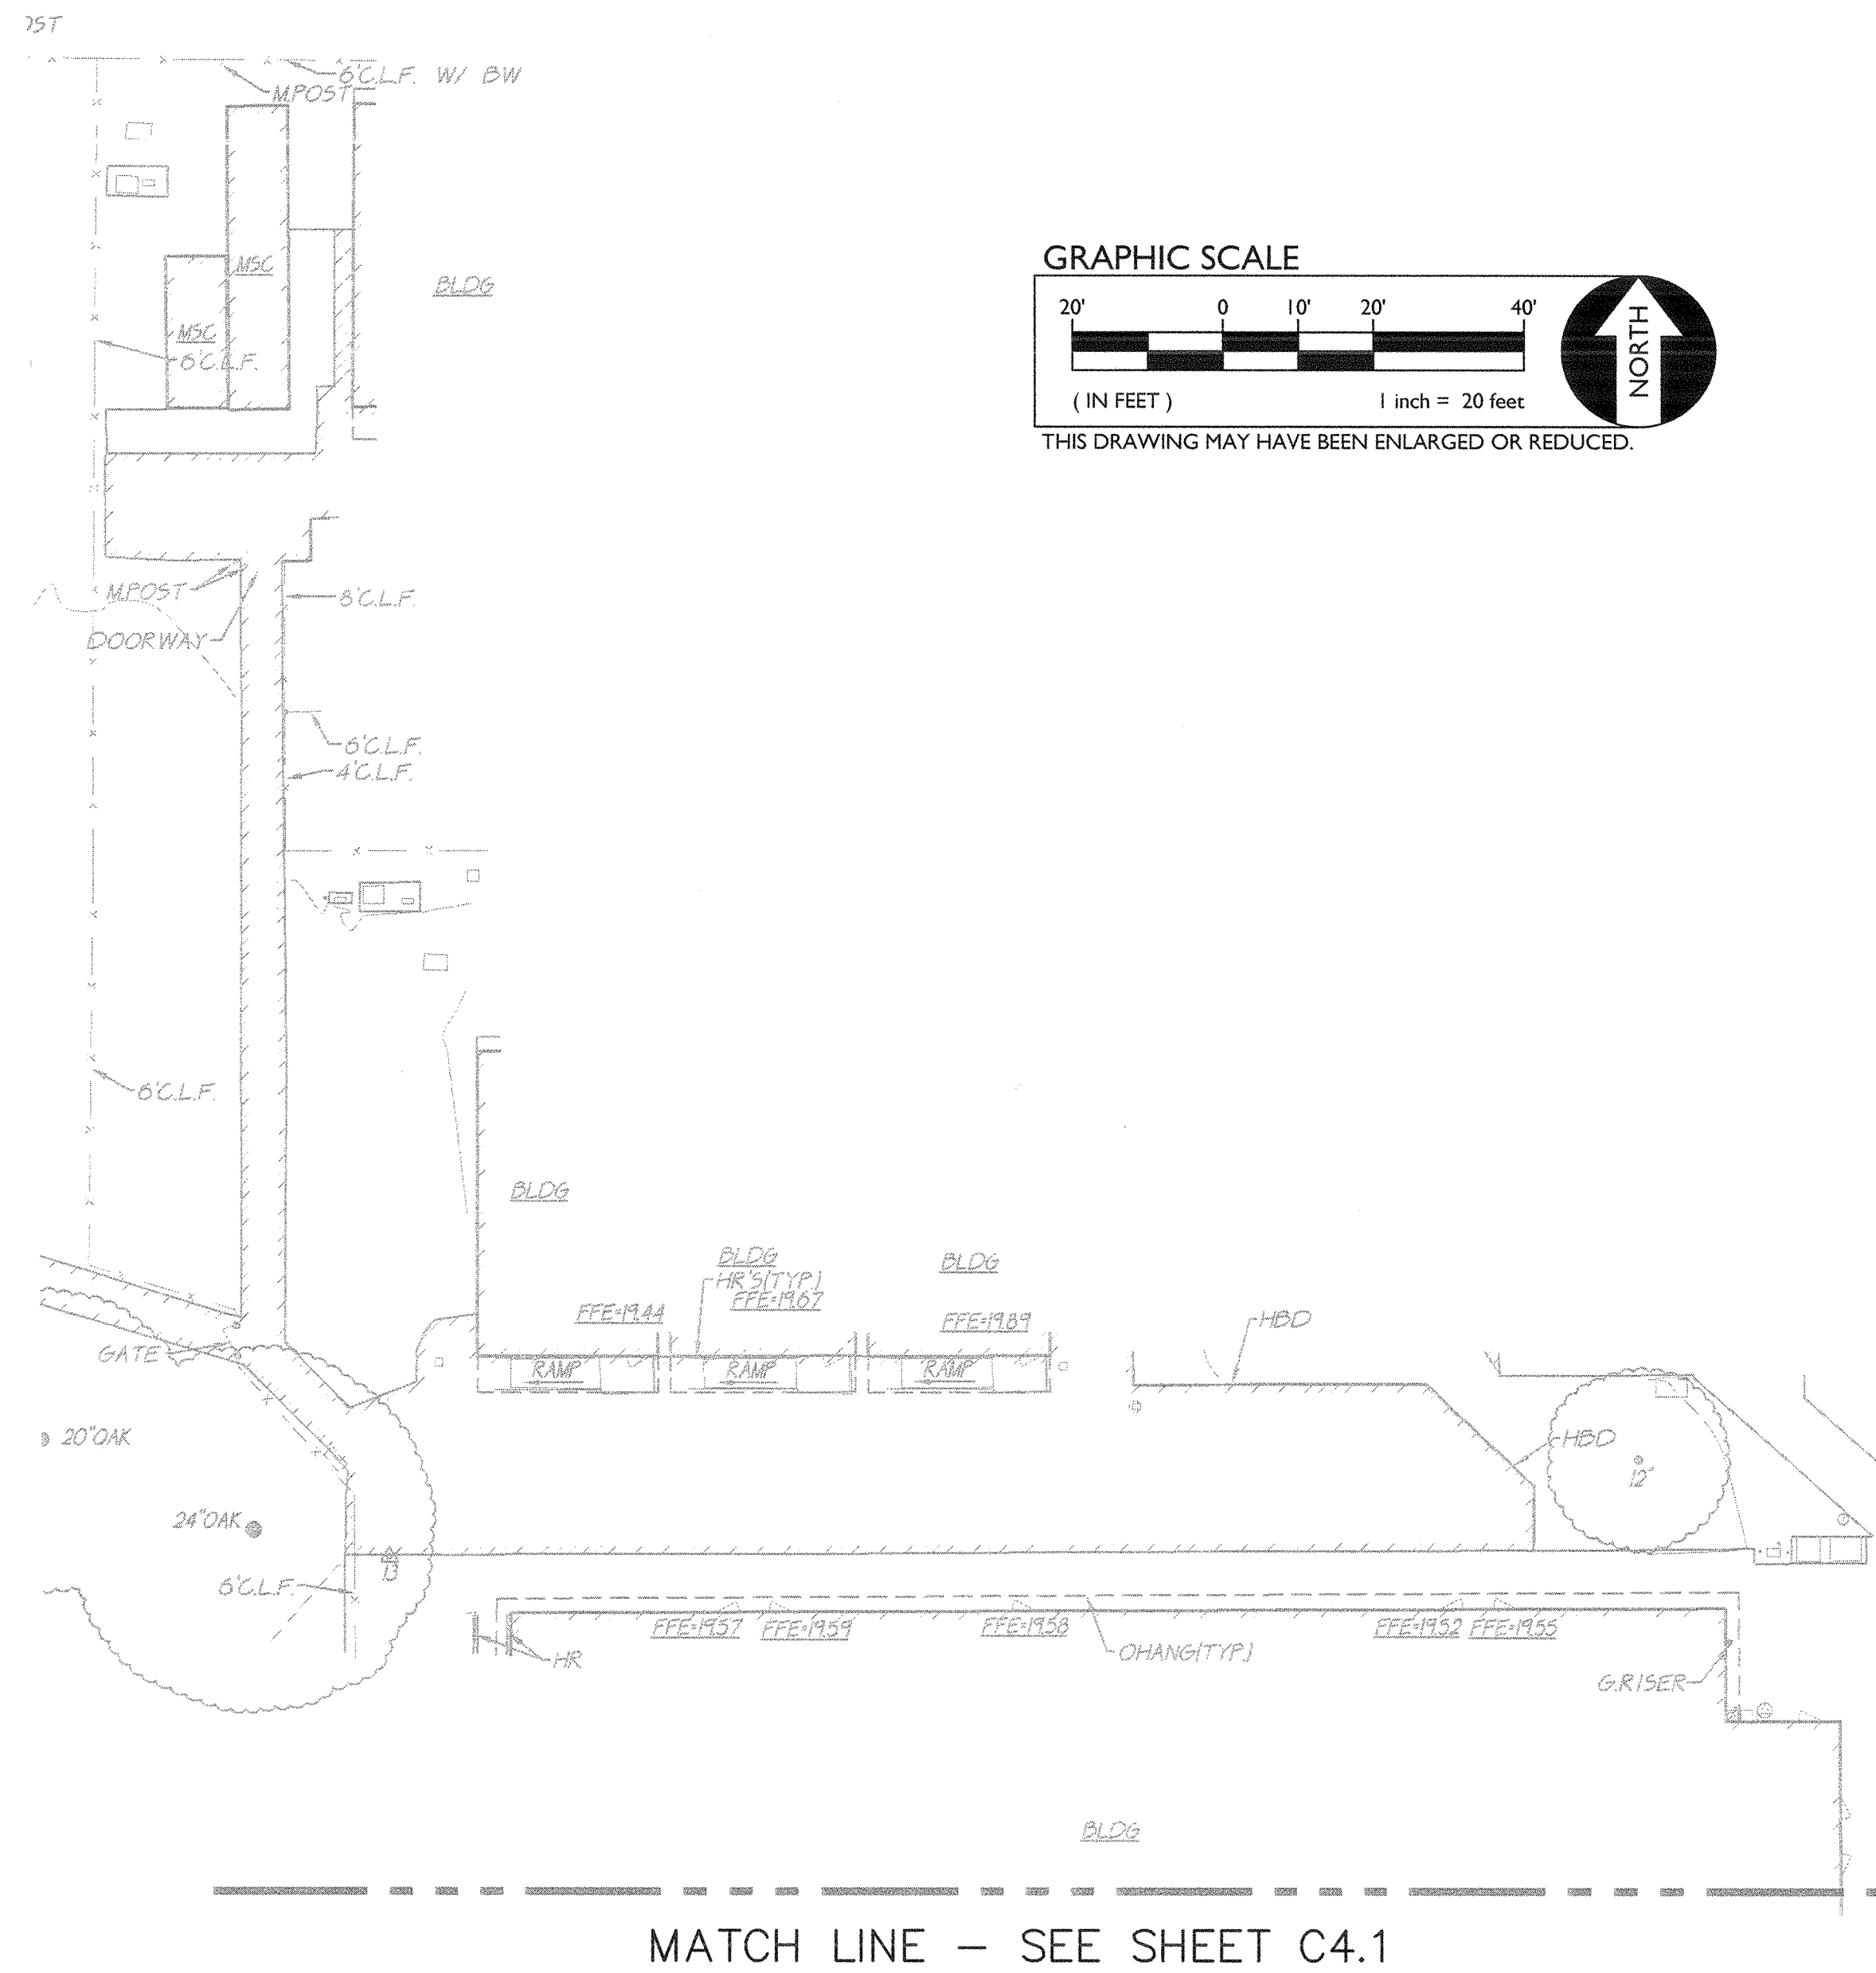 6'C.L.F. W/ BW
M.POST
MSC
BLDG
MSC
GRAPHIC SCALE
20' 0 10' 20' 40'
( IN FEET ) 1 inch = 20 feet
NORTH
THIS DRAWING MAY HAVE BEEN ENLARGED OR REDUCED.
M.POST
8'C.L.F.
DOORWAY
6'C.L.F.
4'C.L.F.
BLDG
BLDG
BLDG
HR'S(TYP.)
FFE=19.67
FFE=19.44
FFE=19.89
HBD
GATE
RAMP
RAMP
RAMP
20"OAK
HBD
12"
24"OAK
13
6'C.L.F.
FFE=19.57 FFE=19.59
FFE=19.58
FFE=19.52 FFE=19.55
HR
OHANG(TYP.)
G.RISER
BLDG
MATCH LINE – SEE SHEET C4.1